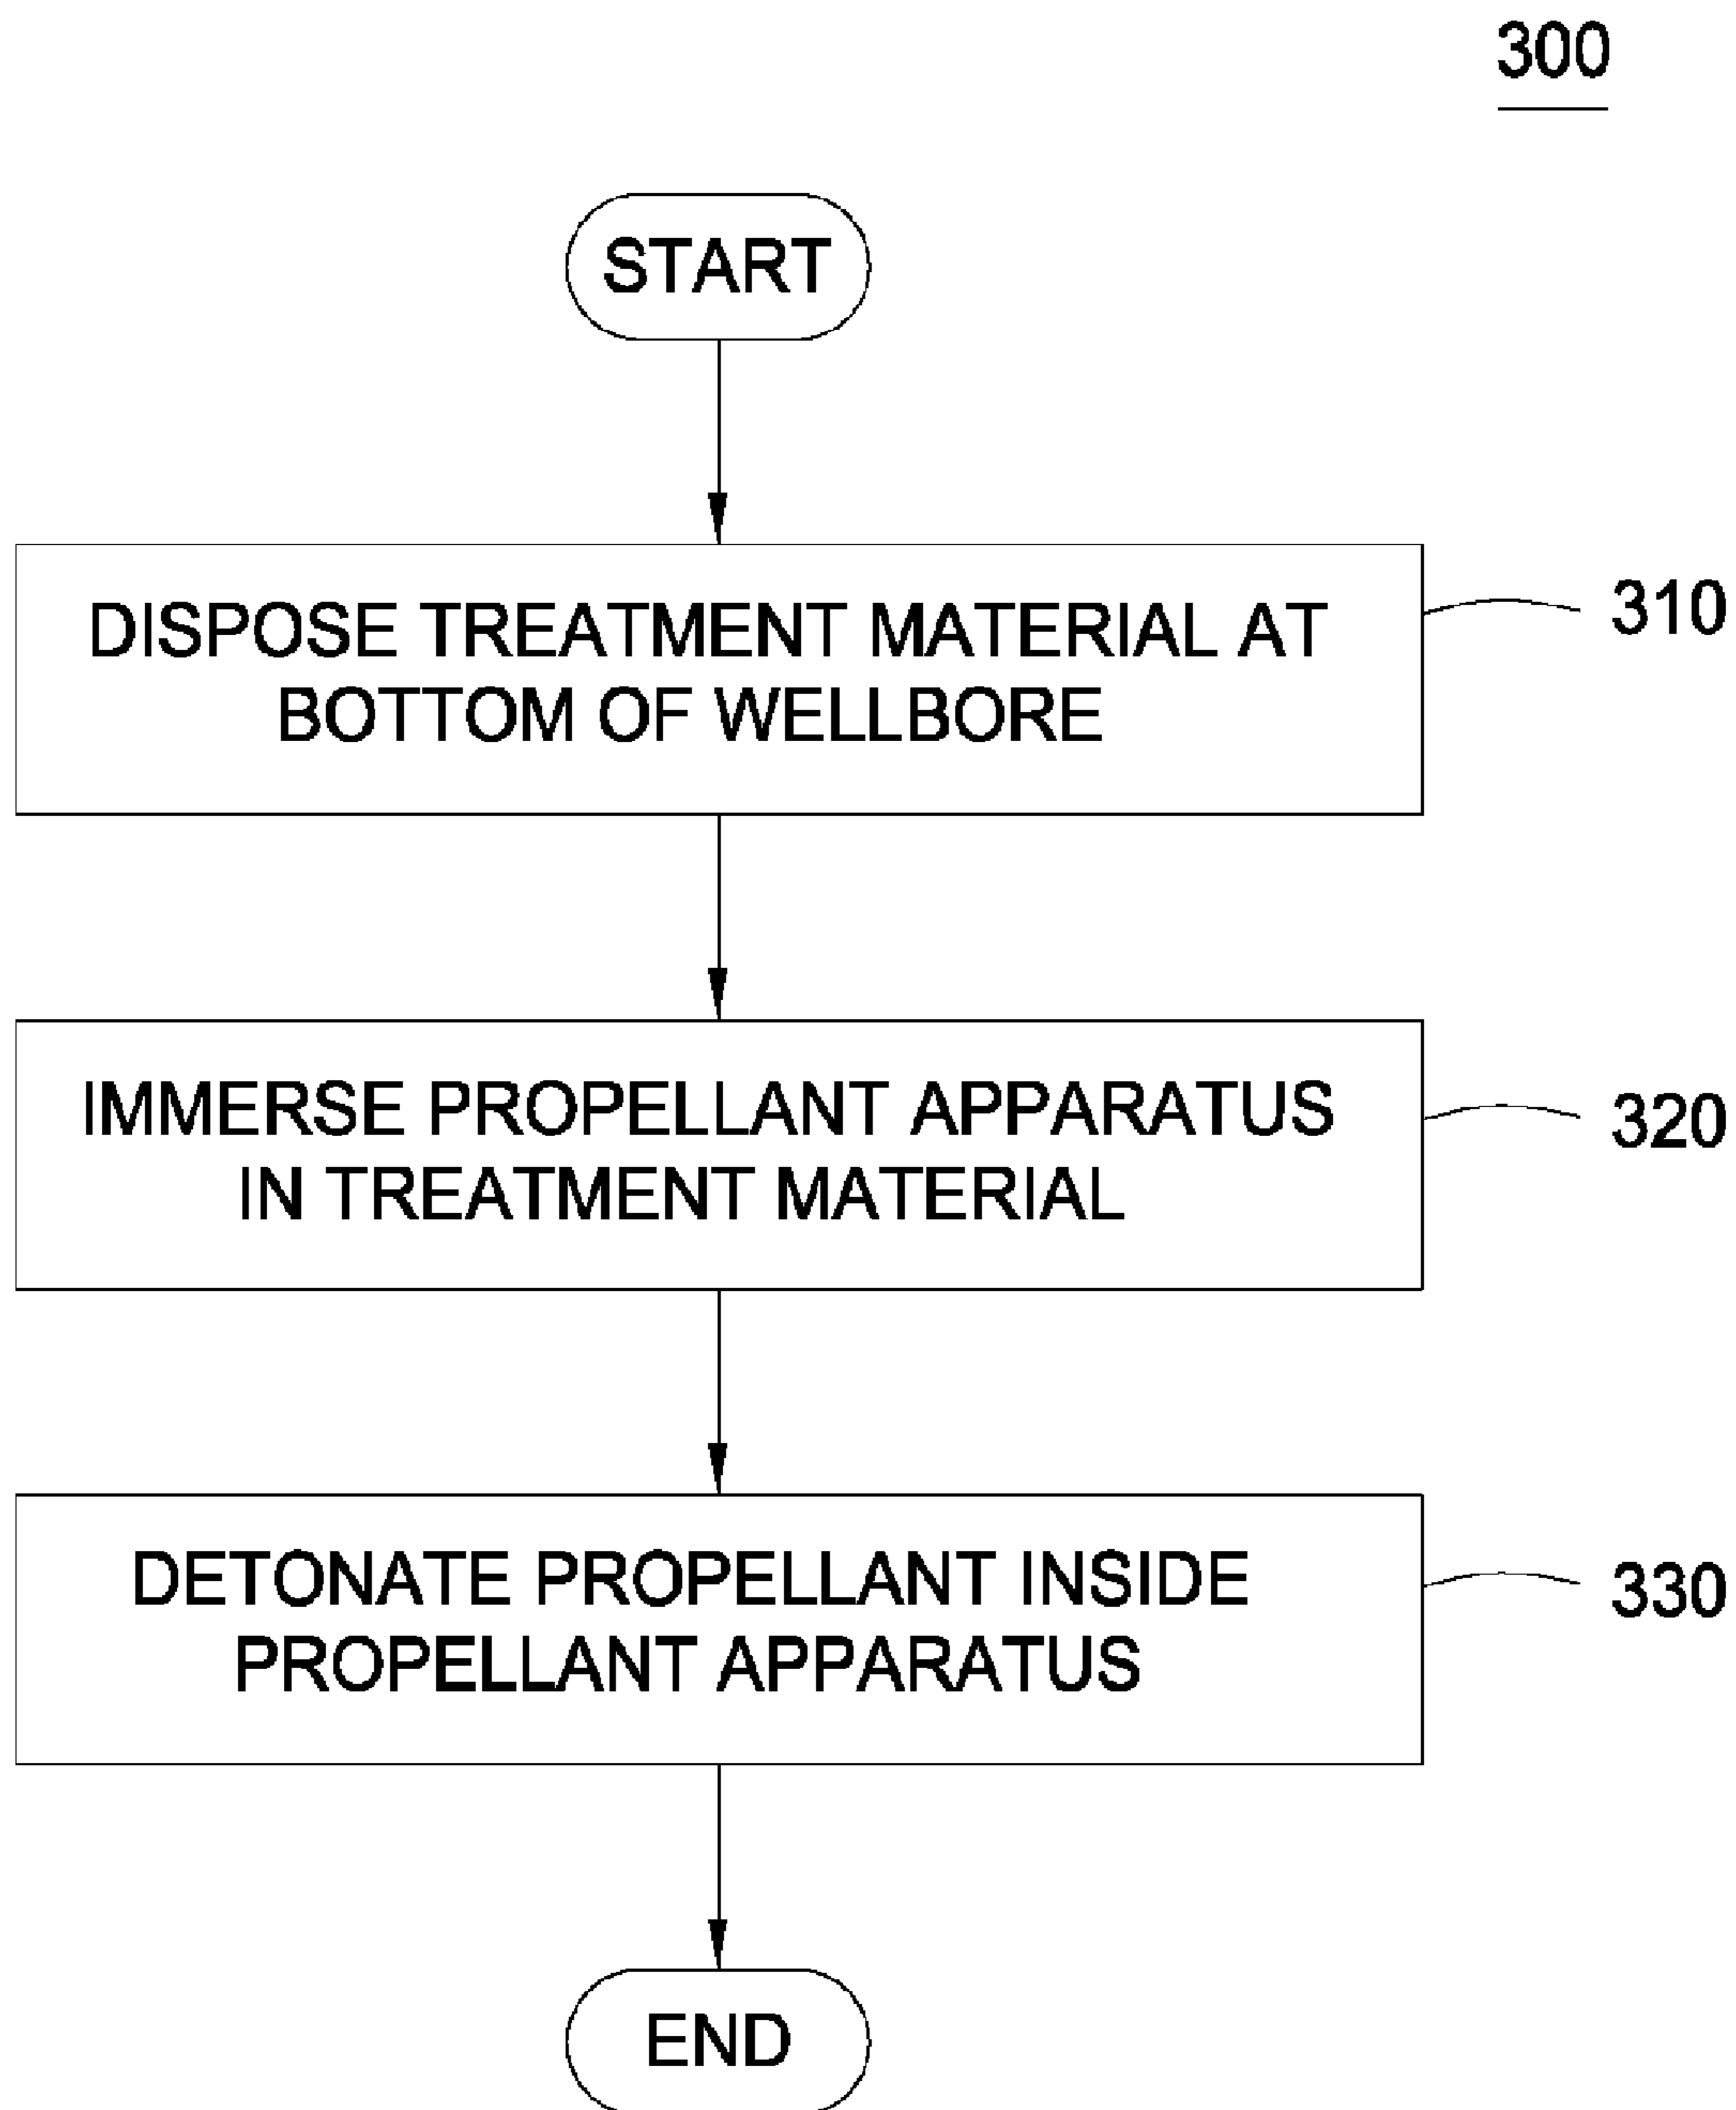 300
START
DISPOSE TREATMENT MATERIAL AT
BOTTOM OF WELLBORE
310
IMMERSE PROPELLANT APPARATUS
IN TREATMENT MATERIAL
320
DETONATE PROPELLANT INSIDE
PROPELLANT APPARATUS
330
END